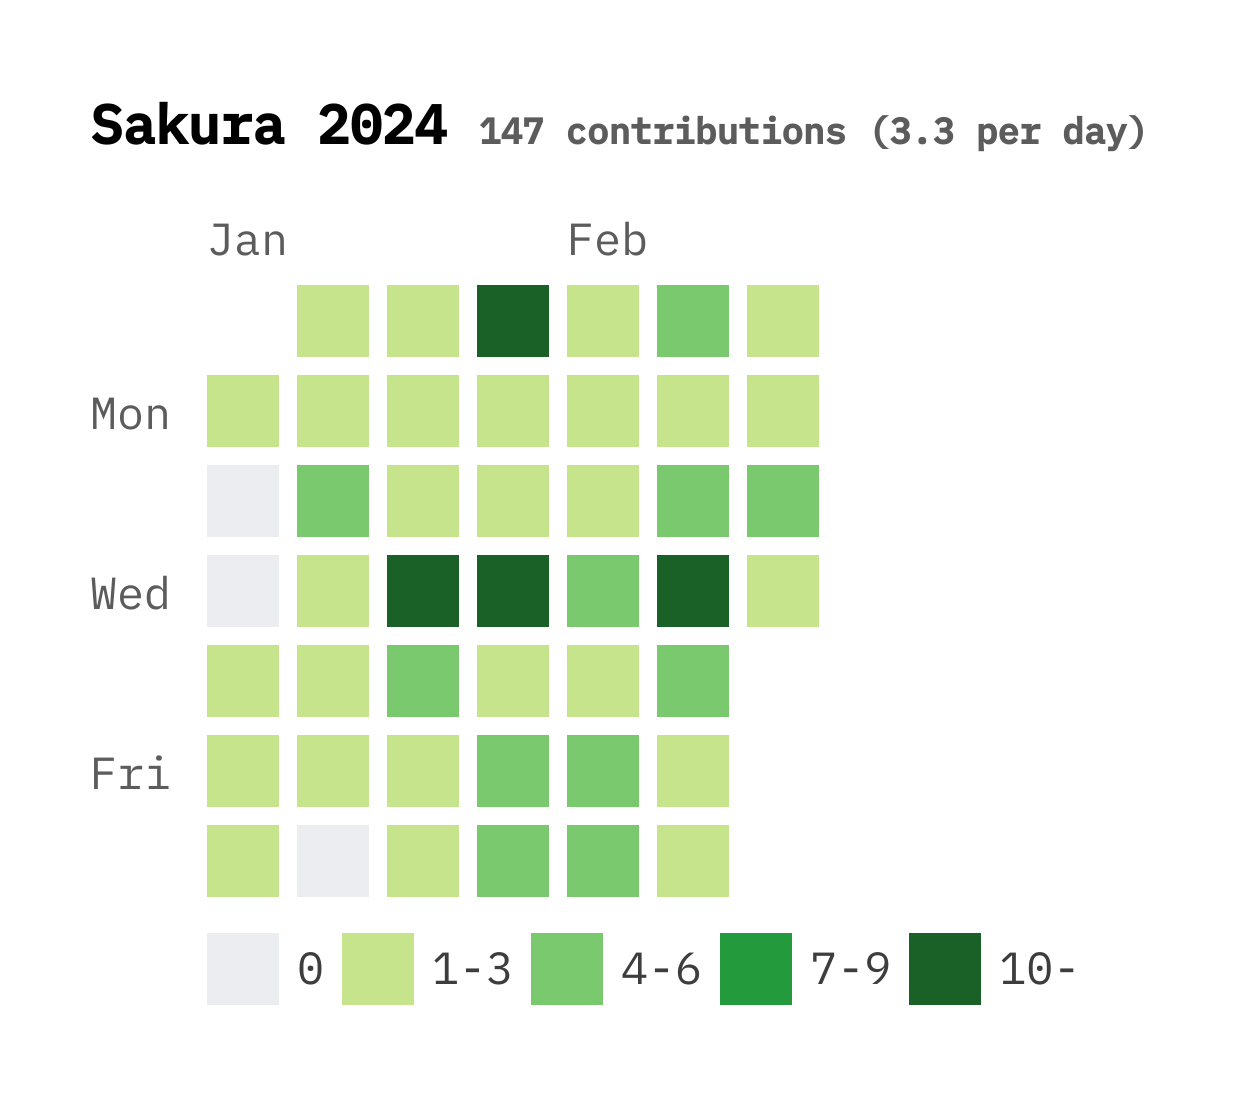 Sakura 2024 147 contributions (3.3 per day)
Jan Feb
Mon
Wed
Fri
0 1-3 4-6 7-9 10-